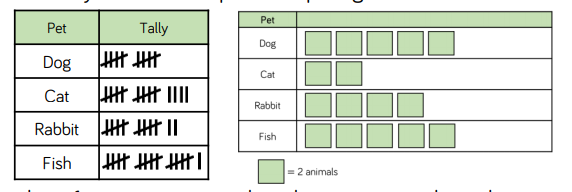 Pet Tally
Dog
Cat
Rabbit
Fish
Pet
Dog
Cat
Rabbit
Fish
= 2 animals